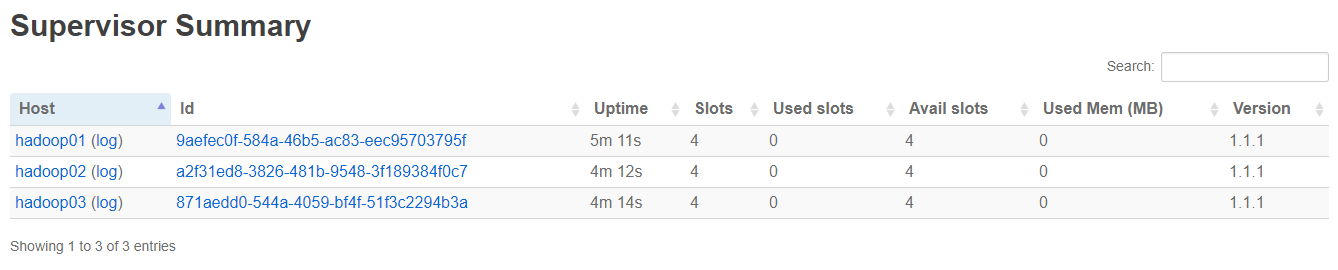 Supervisor Summary
Search:
Host Id Uptime Slots Used slots Avail slots Used Mem (MB) Version
hadoop01 (log) 9aefec0f-584a-46b5-ac83-eec95703795f 5m 11s 4 0 4 0 1.1.1
hadoop02 (log) a2f31ed8-3826-481b-9548-3f189384f0c7 4m 12s 4 0 4 0 1.1.1
hadoop03 (log) 871aedd0-544a-4059-bf4f-51f3c2294b3a 4m 14s 4 0 4 0 1.1.1
Showing 1 to 3 of 3 entries